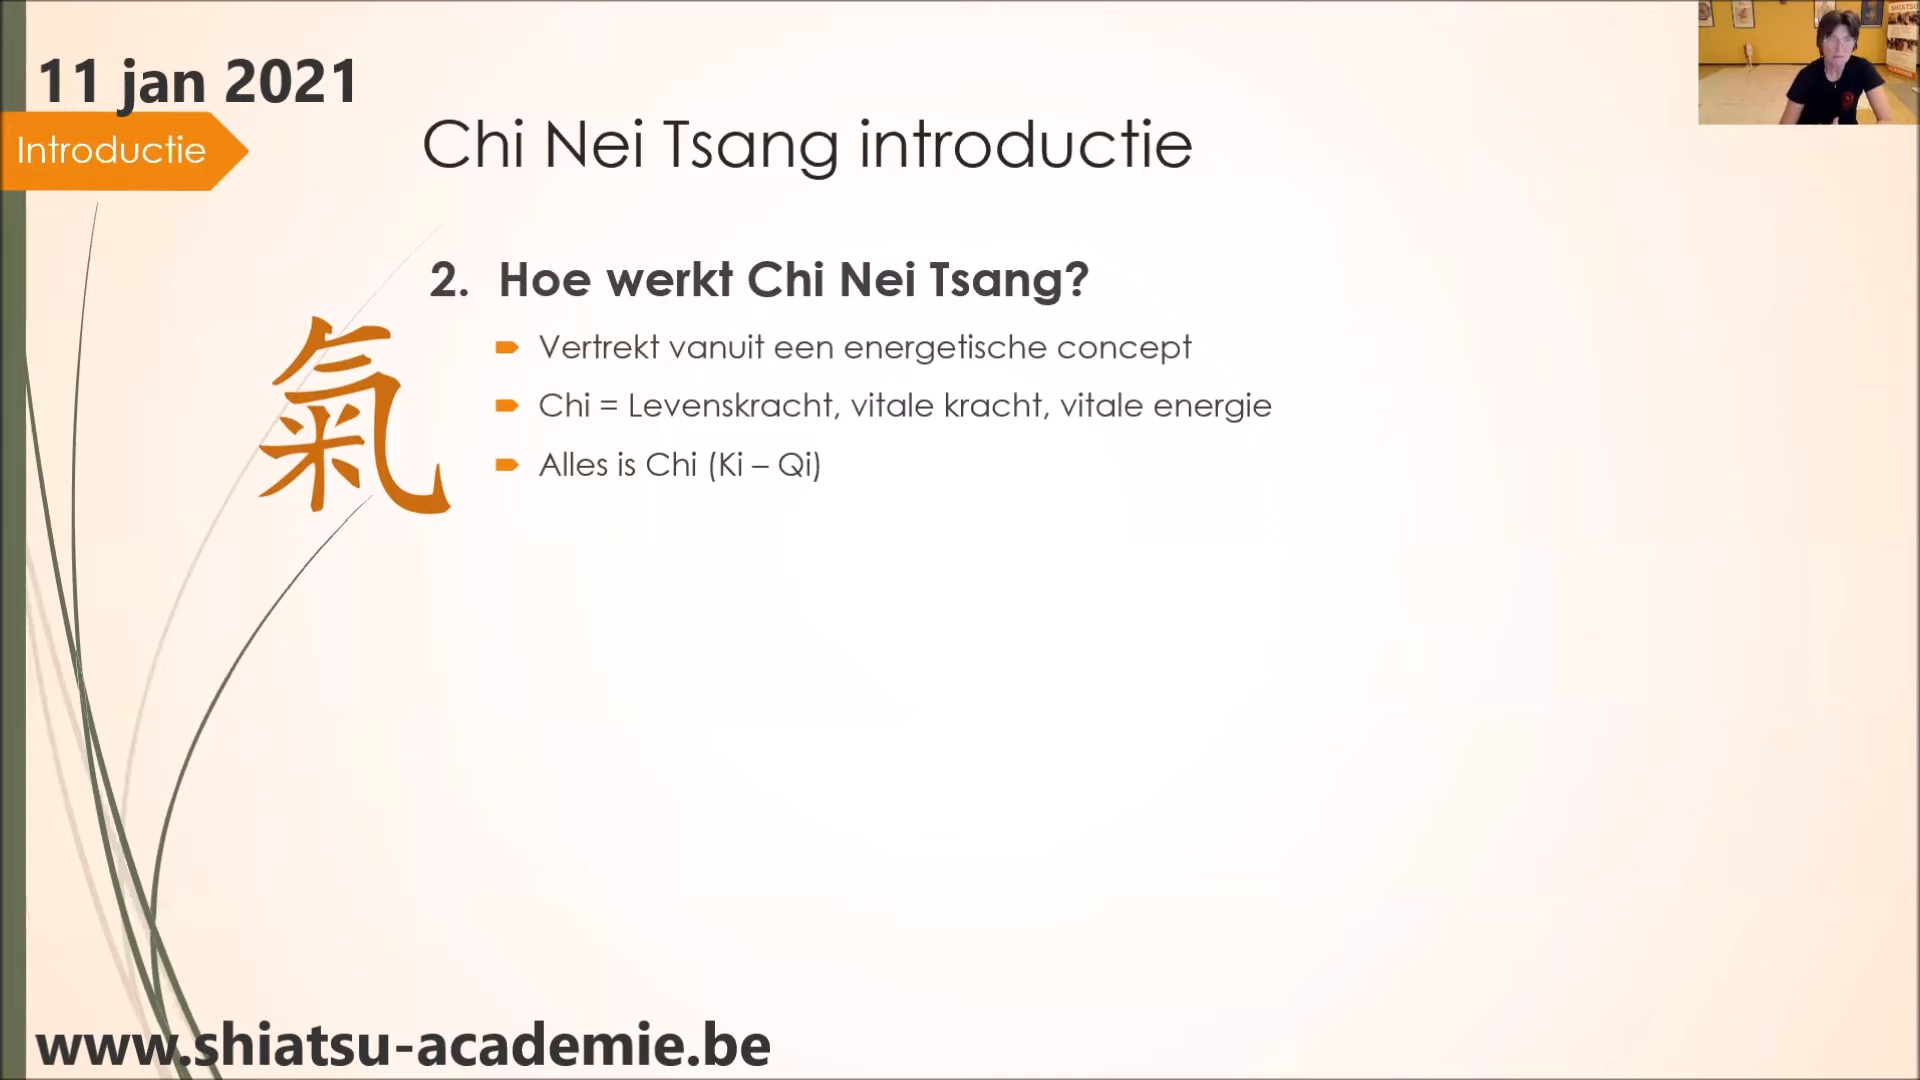 11 jan 2021
Introductie
Chi Nei Tsang introductie
2. Hoe werkt Chi Nei Tsang?
Vertrekt vanuit een energetische concept
Chi = Levenskracht, vitale kracht, vitale energie
Alles is Chi (Ki – Qi)
氣
www.shiatsu-academie.be
SHIATSU